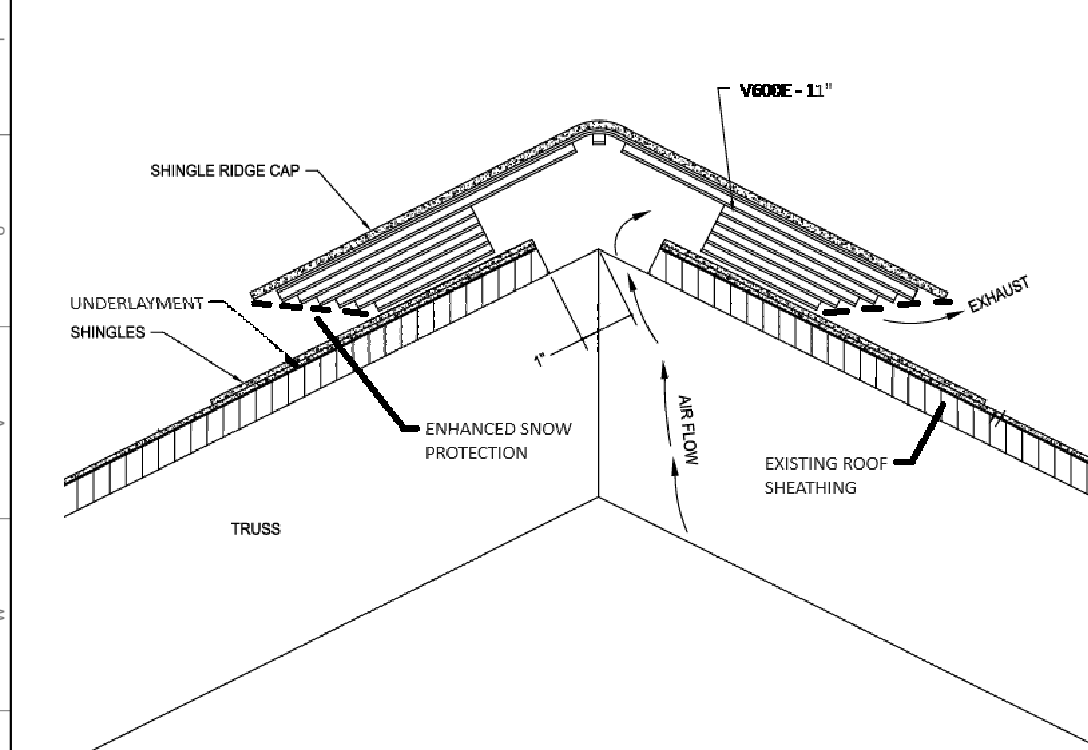 V600E - 11"
SHINGLE RIDGE CAP
EXHAUST
UNDERLAYMENT
SHINGLES
1"
AIR FLOW
ENHANCED SNOW
PROTECTION
EXISTING ROOF
SHEATHING
TRUSS